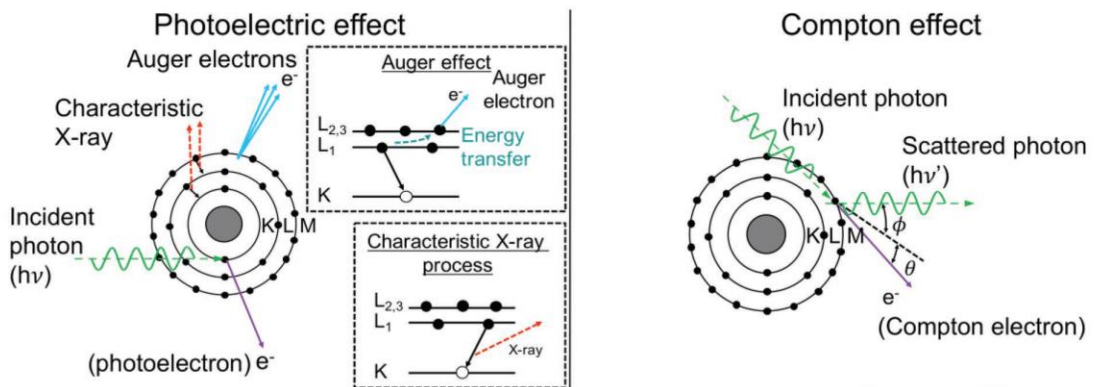 Photoelectric effect
Auger electrons
e-
Characteristic
X-ray
Incident
photon
(hν)
K L M
(photoelectron) e-
Auger effect
e-
Auger
electron
L2,3
L1
Energy
transfer
K
Characteristic X-ray
process
L2,3
L1
X-ray
K
Compton effect
Incident photon
(hν)
Scattered photon
(hν')
K L M
ϕ
θ
e-
(Compton electron)